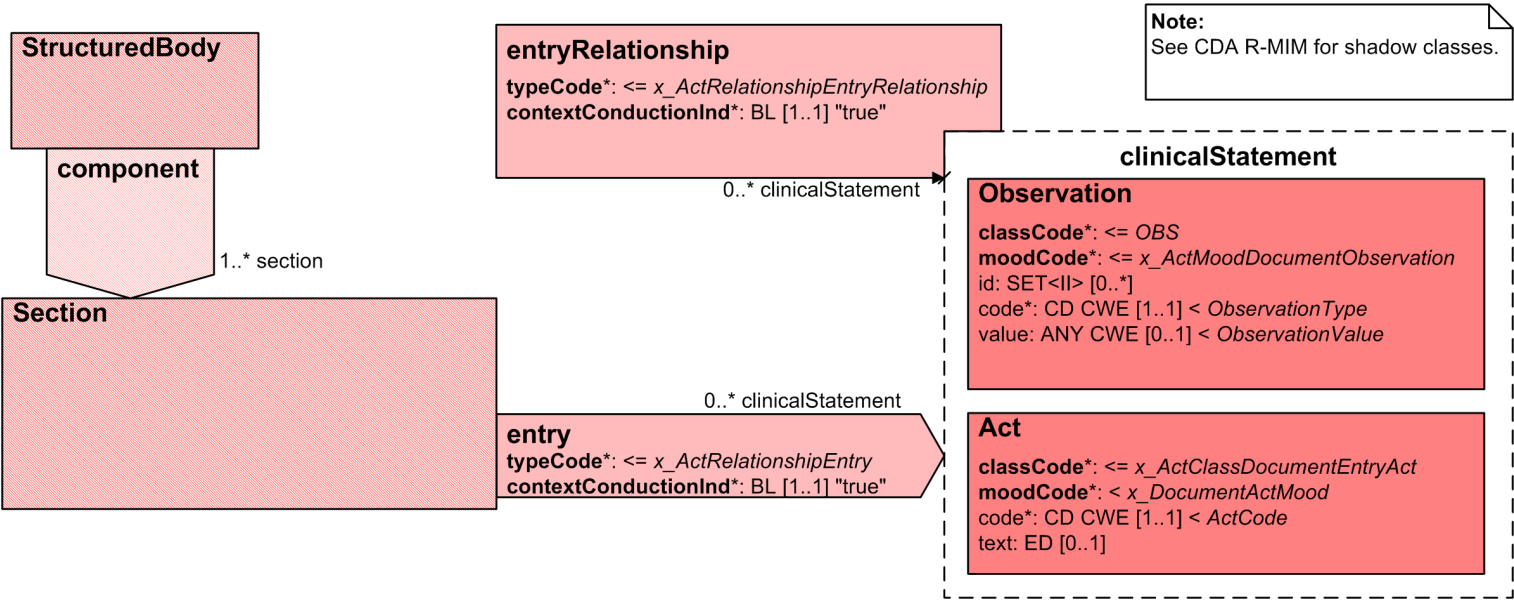 StructuredBody
component
1..* section
Section
entryRelationship
typeCode*: <= x_ActRelationshipEntryRelationship
contextConductionInd*: BL [1..1] "true"
0..* clinicalStatement
0..* clinicalStatement
entry
typeCode*: <= x_ActRelationshipEntry
contextConductionInd*: BL [1..1] "true"
Note:
See CDA R-MIM for shadow classes.
clinicalStatement
Observation
classCode*: <= OBS
moodCode*: <= x_ActMoodDocumentObservation
id: SET<II> [0..*]
code*: CD CWE [1..1] < ObservationType
value: ANY CWE [0..1] < ObservationValue
Act
classCode*: <= x_ActClassDocumentEntryAct
moodCode*: < x_DocumentActMood
code*: CD CWE [1..1] < ActCode
text: ED [0..1]